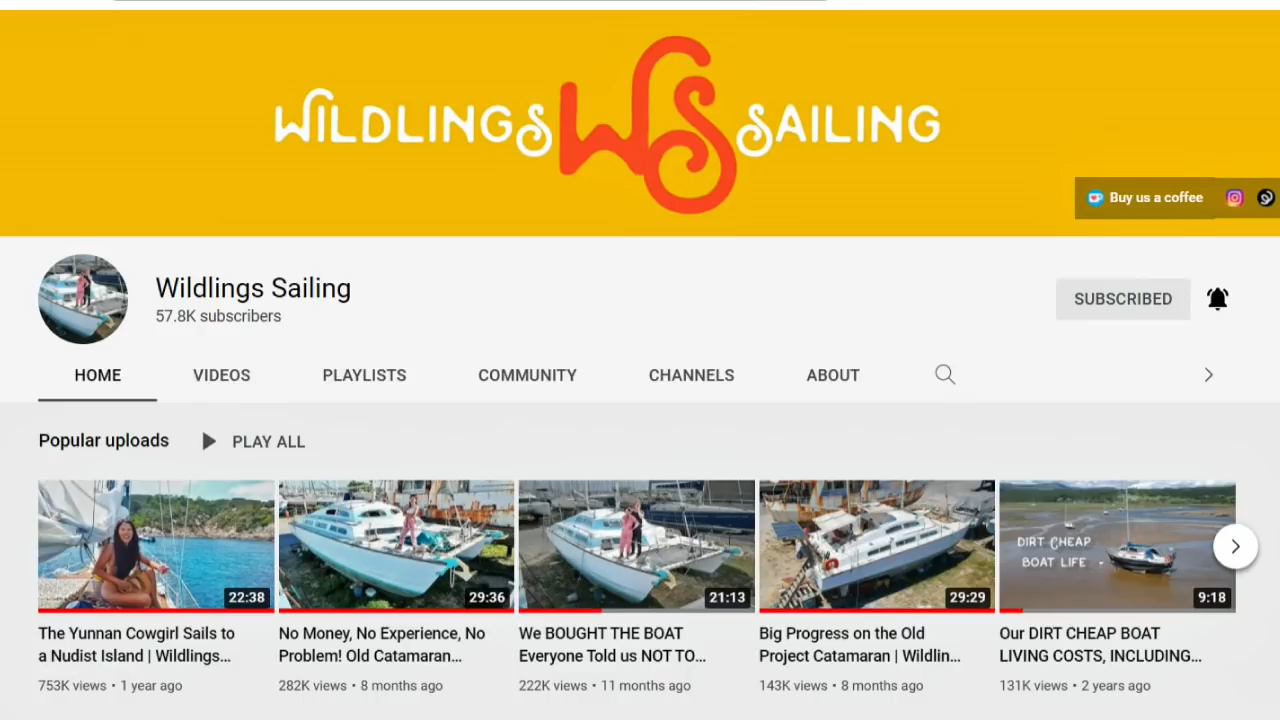 WILDLINGS WS SAILING
Buy us a coffee
Wildlings Sailing
57.8K subscribers
SUBSCRIBED
HOME VIDEOS PLAYLISTS COMMUNITY CHANNELS ABOUT
Popular uploads PLAY ALL
DIRT CHEAP
BOAT LIFE
22:38 29:36 21:13 29:29 9:18
The Yunnan Cowgirl Sails to
a Nudist Island | Wildlings...
753K views • 1 year ago
No Money, No Experience, No
Problem! Old Catamaran...
282K views • 8 months ago
We BOUGHT THE BOAT
Everyone Told us NOT TO...
222K views • 11 months ago
Big Progress on the Old
Project Catamaran | Wildlin...
143K views • 8 months ago
Our DIRT CHEAP BOAT
LIVING COSTS, INCLUDING...
131K views • 2 years ago